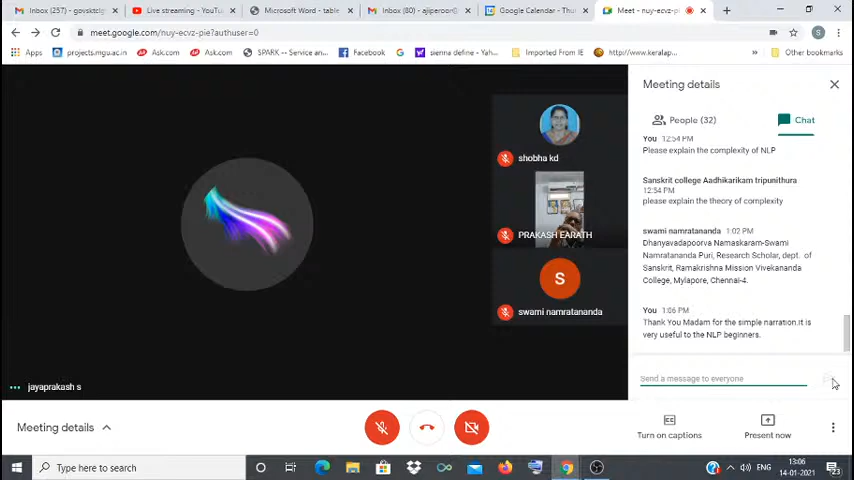 Inbox (257) - govsktclg
Live streaming - YouTu
Microsoft Word - table
Inbox (80) - ajiperoor@
Google Calendar - Thu
Meet - nuy-ecvz-pi
meet.google.com/nuy-ecvz-pie?authuser=0
Apps
projects.mgu.ac.in
Ask.com
Ask.com
SPARK -- Service an...
Facebook
G
sienna define - Yah...
Imported From IE
http://www.keralap...
»
Other bookmarks
Meeting details
People (32)
Chat
You 12:54 PM
Please explain the complexity of NLP
Sanskrit college Aadhikarikam tripunithura
12:54 PM
please explain the theory of complexity
swami namratananda 1:02 PM
Dhanyavadapoorva Namaskaram-Swami
Namratananda Puri, Research Scholar, dept. of
Sanskrit, Ramakrishna Mission Vivekananda
College, Mylapore, Chennai-4.
You 1:06 PM
Thank You Madam for the simple narration.It is
very useful to the NLP beginners.
Send a message to everyone
shobha kd
PRAKASH EARATH
S
swami namratananda
jayaprakash s
Meeting details
Turn on captions
Present now
Type here to search
ENG
13:06
14-01-2021
23